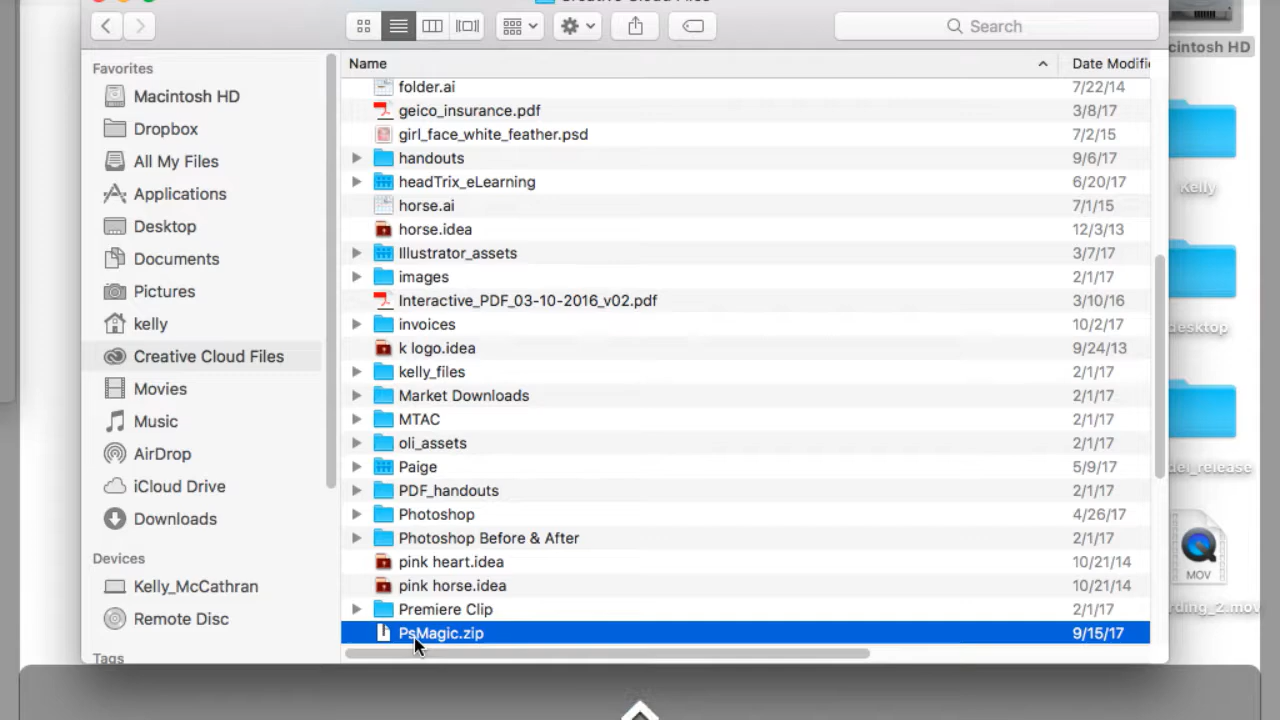 Search
cintosh HD
Favorites
Name
Date Modifi
Macintosh HD
folder.ai
7/22/14
Dropbox
geico_insurance.pdf
3/8/17
All My Files
girl_face_white_feather.psd
7/2/15
handouts
9/6/17
Applications
headTrix_eLearning
6/20/17
Kelly
Desktop
horse.ai
7/1/15
horse.idea
12/3/13
Documents
Illustrator_assets
3/7/17
Pictures
images
2/1/17
Interactive_PDF_03-10-2016_v02.pdf
3/10/16
kelly
invoices
10/2/17
desktop
Creative Cloud Files
k logo.idea
9/24/13
kelly_files
2/1/17
Movies
Market Downloads
2/1/17
Music
MTAC
2/1/17
oli_assets
2/1/17
AirDrop
Paige
5/9/17
del_release
iCloud Drive
PDF_handouts
2/1/17
Downloads
Photoshop
4/26/17
Photoshop Before & After
2/1/17
Devices
pink heart.idea
10/21/14
MOV
Kelly_McCathran
pink horse.idea
10/21/14
Premiere Clip
2/1/17
rding_2.mov
Remote Disc
PsMagic.zip
9/15/17
Tags